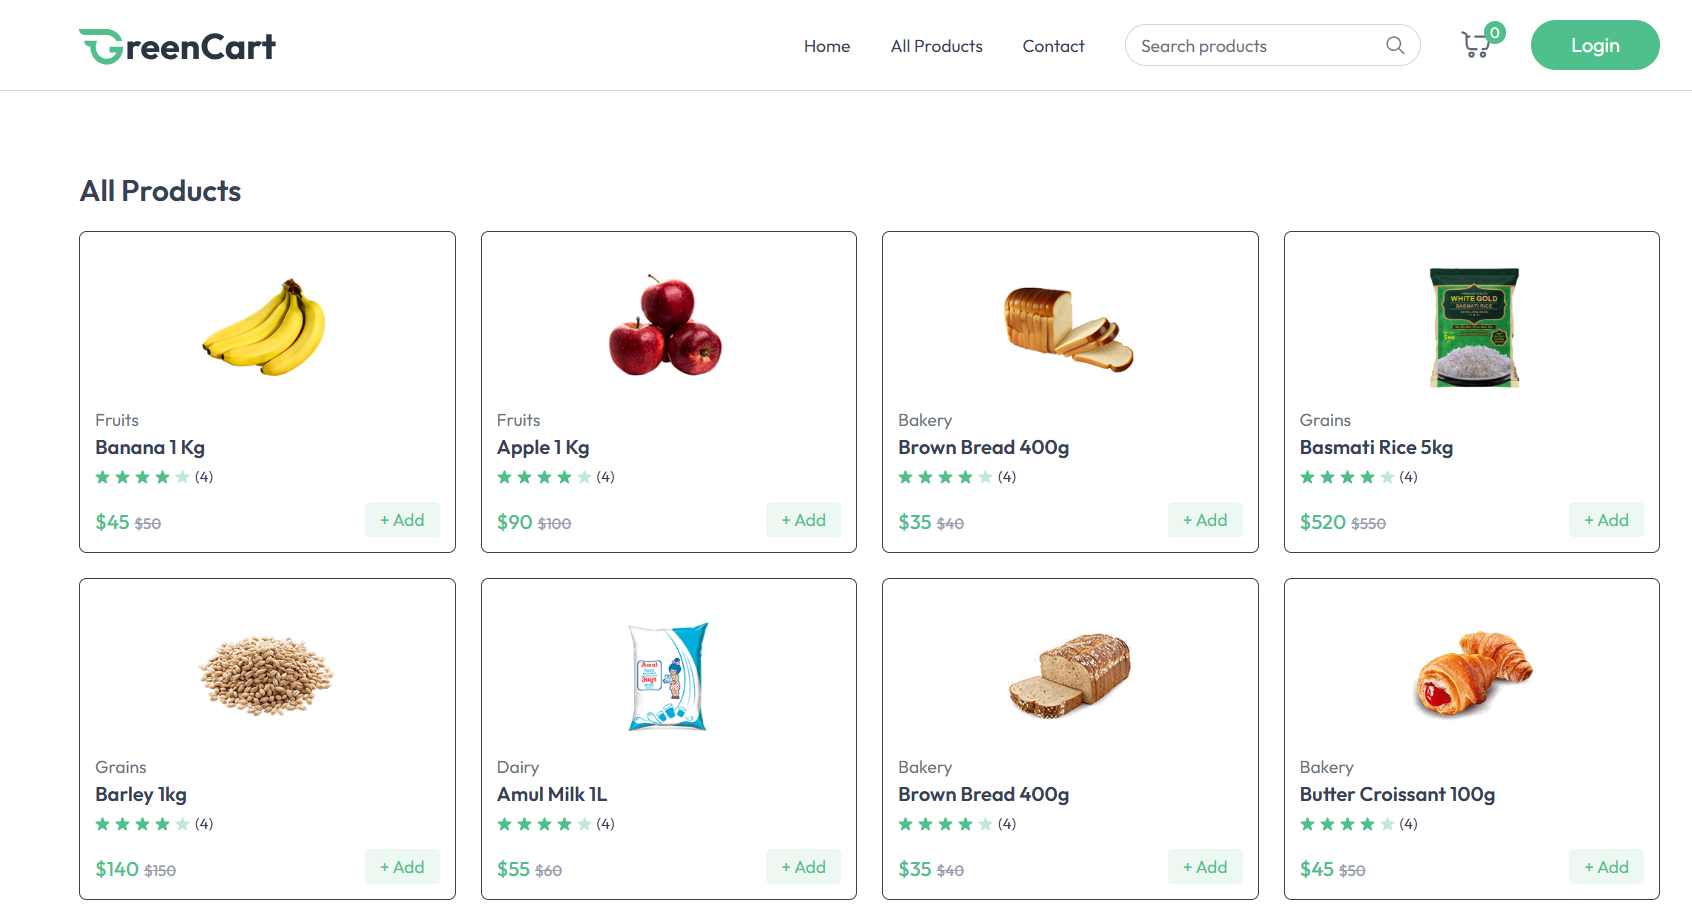 GreenCart
Home
All Products
Contact
Search products
0
Login
All Products
WHITE GOLD
BASMATI RICE
Fruits
Banana 1 Kg
(4)
$45 $50
+ Add
Fruits
Apple 1 Kg
(4)
$90 $100
+ Add
Bakery
Brown Bread 400g
(4)
$35 $40
+ Add
Grains
Basmati Rice 5kg
(4)
$520 $550
+ Add
Amul
Grains
Barley 1kg
(4)
$140 $150
+ Add
Dairy
Amul Milk 1L
(4)
$55 $60
+ Add
Bakery
Brown Bread 400g
(4)
$35 $40
+ Add
Bakery
Butter Croissant 100g
(4)
$45 $50
+ Add